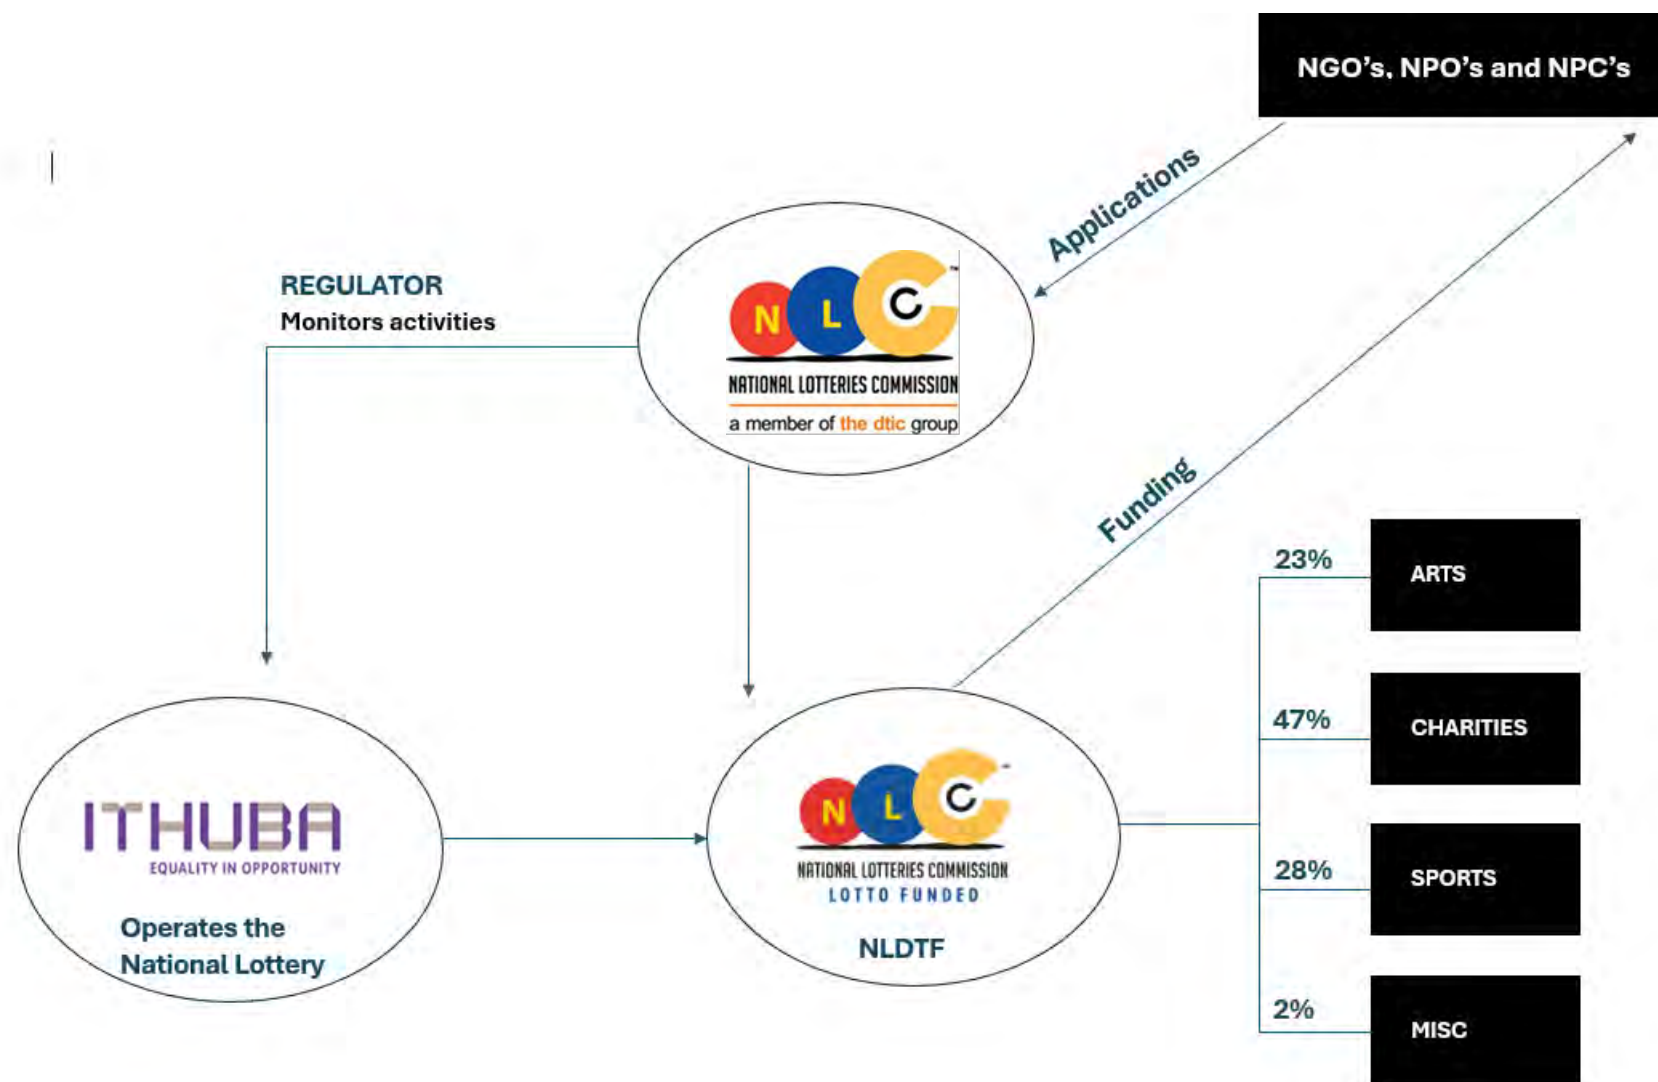 NGO's, NPO's and NPC's
Applications
REGULATOR
Monitors activities
N L C ™
NATIONAL LOTTERIES COMMISSION
a member of the dtic group
Funding
23%
ARTS
47%
CHARITIES
28%
SPORTS
2%
MISC
ITHUBA
EQUALITY IN OPPORTUNITY
Operates the
National Lottery
N L C
NATIONAL LOTTERIES COMMISSION
LOTTO FUNDED
NLDTF